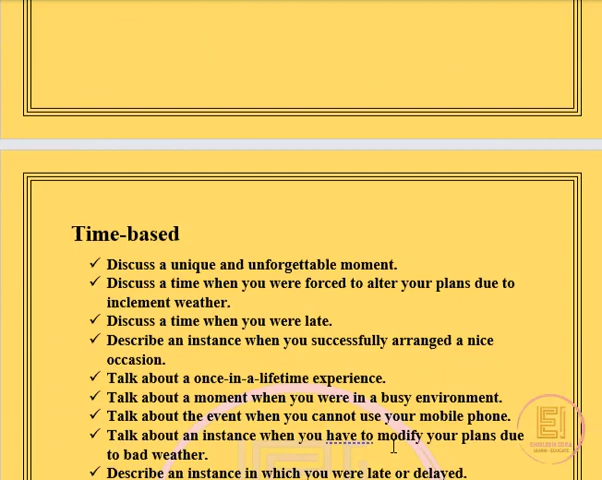 Time-based
✓ Discuss a unique and unforgettable moment.
✓ Discuss a time when you were forced to alter your plans due to
inclement weather.
✓ Discuss a time when you were late.
✓ Describe an instance when you successfully arranged a nice
occasion.
✓ Talk about a once-in-a-lifetime experience.
✓ Talk about a moment when you were in a busy environment.
✓ Talk about the event when you cannot use your mobile phone.
✓ Talk about an instance when you have to modify your plans due
to bad weather.
✓ Describe an instance in which you were late or delayed.